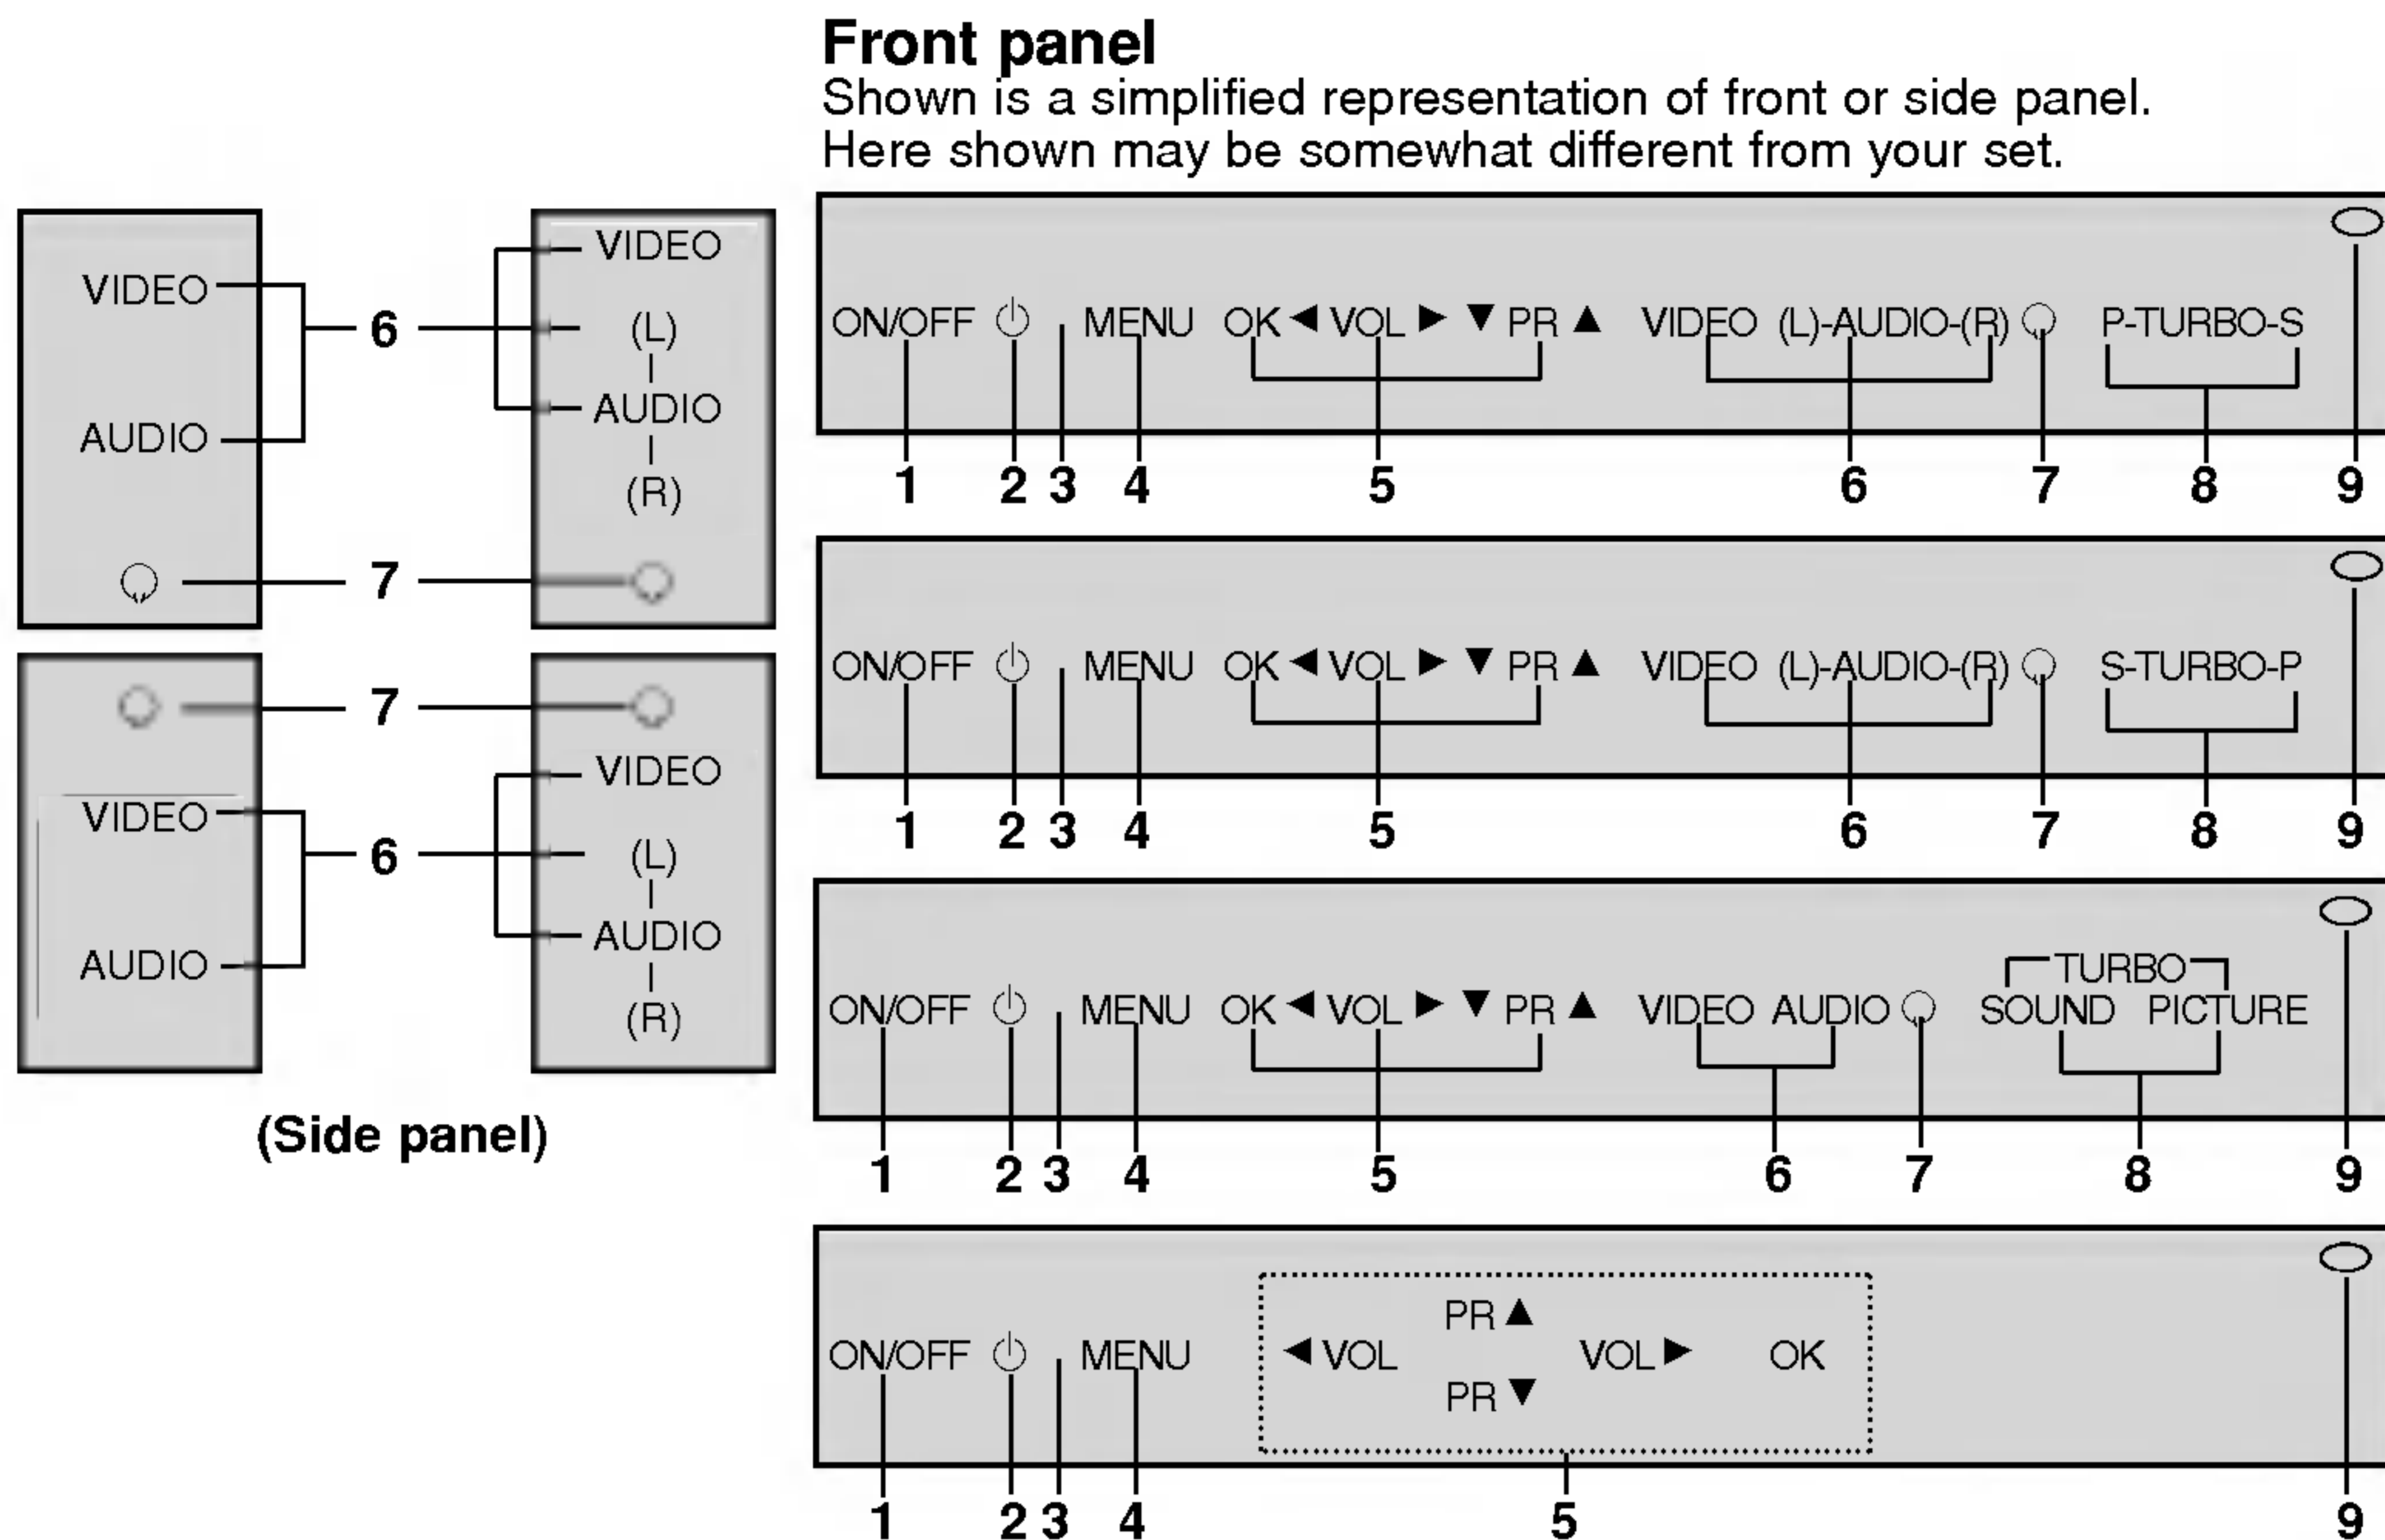 Front panel
Shown is a simplified representation of front or side panel.
Here shown may be somewhat different from your set.
VIDEO
AUDIO
6
VIDEO
(L)
AUDIO
(R)
7
7
VIDEO
AUDIO
6
VIDEO
(L)
AUDIO
(R)
(Side panel)
ON/OFF MENU OK ◀ VOL ▶ ▼ PR ▲ VIDEO (L)-AUDIO-(R) P-TURBO-S
1 2 3 4 5 6 7 8 9
ON/OFF MENU OK ◀ VOL ▶ ▼ PR ▲ VIDEO (L)-AUDIO-(R) S-TURBO-P
1 2 3 4 5 6 7 8 9
TURBO
ON/OFF MENU OK ◀ VOL ▶ ▼ PR ▲ VIDEO AUDIO SOUND PICTURE
1 2 3 4 5 6 7 8 9
PR ▲
ON/OFF MENU ◀ VOL VOL ▶ OK
PR ▼
1 2 3 4 5 9